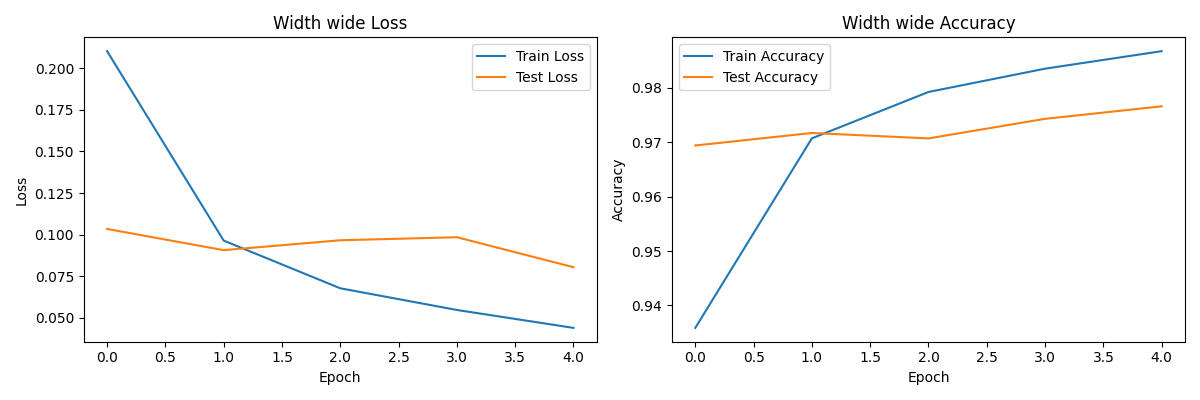 Width wide Loss
Train Loss
Test Loss
0.200
0.175
0.150
0.125
0.100
0.075
0.050
Loss
0.0 0.5 1.0 1.5 2.0 2.5 3.0 3.5 4.0
Epoch
Width wide Accuracy
Train Accuracy
Test Accuracy
0.98
0.97
0.96
0.95
0.94
Accuracy
0.0 0.5 1.0 1.5 2.0 2.5 3.0 3.5 4.0
Epoch